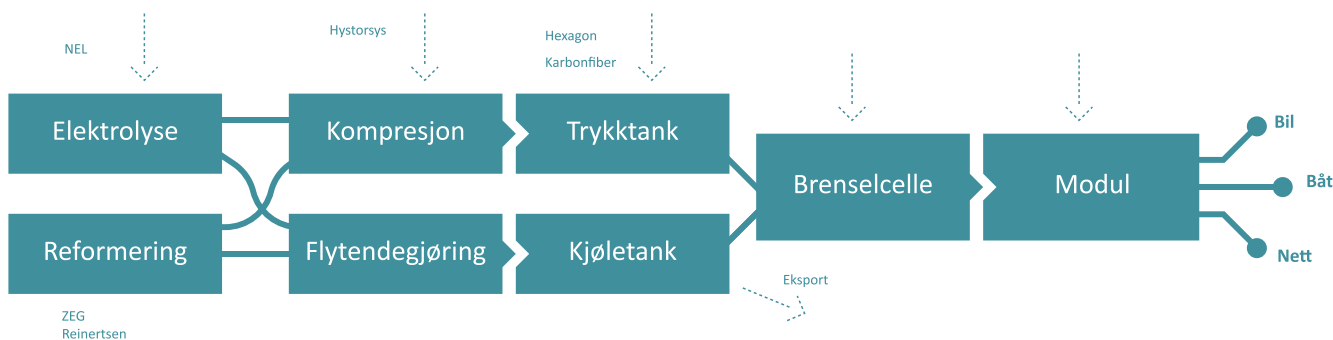 NEL
Hystorsys
Hexagon
Karbonfiber
Elektrolyse
Kompresjon
Trykktank
Reformering
Flytendegjøring
Kjøletank
Brenselcelle
Modul
Bil
Båt
Nett
Eksport
ZEG
Reinertsen